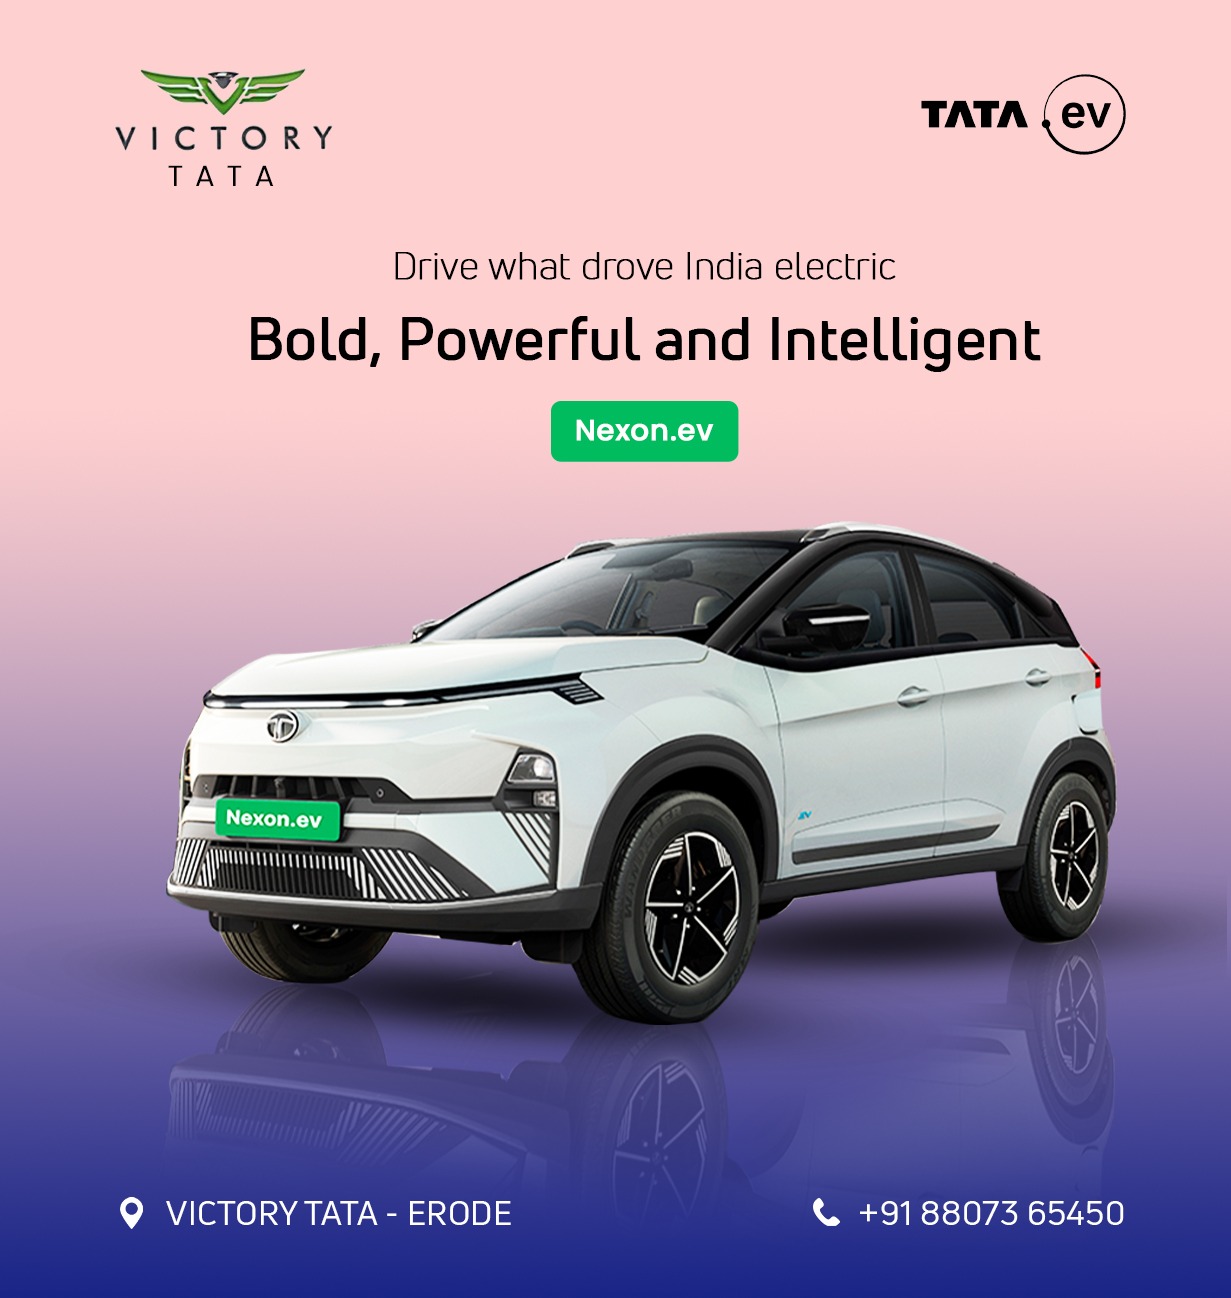 VICTORY
TATA
TATA .ev
Drive what drove India electric
Bold, Powerful and Intelligent
Nexon.ev
Nexon.ev
VICTORY TATA - ERODE
+91 88073 65450